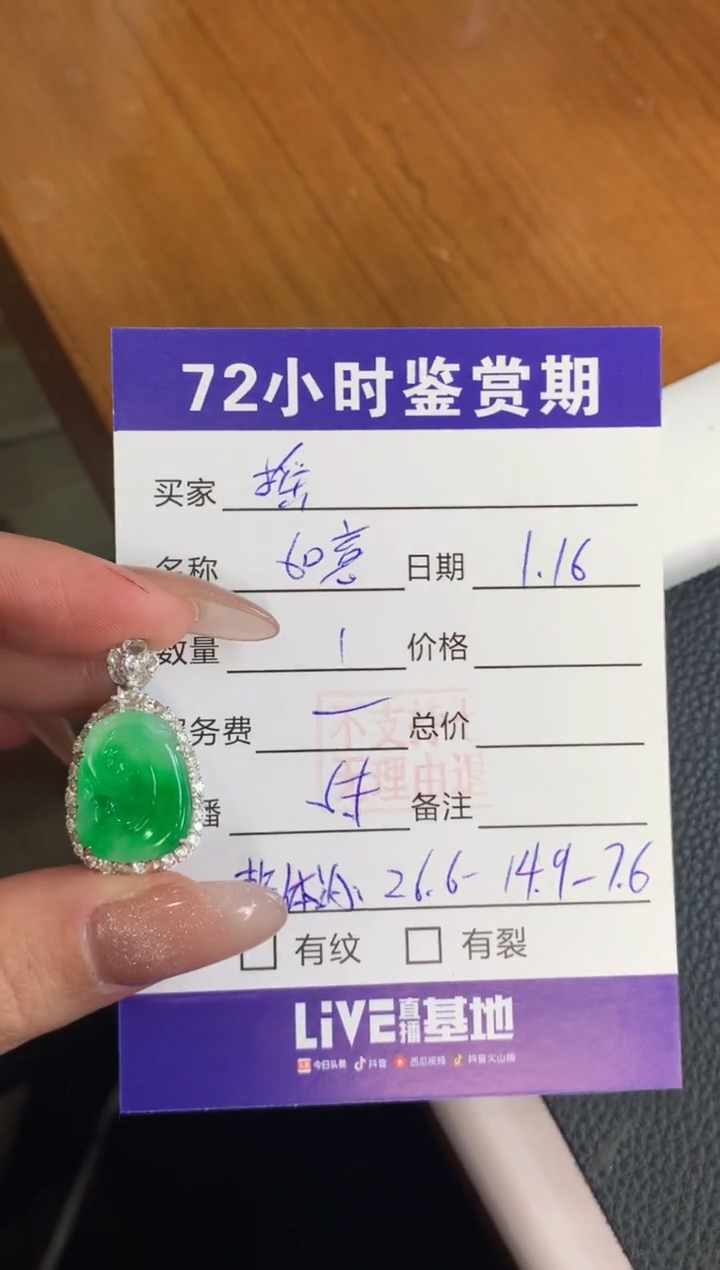 72小时鉴赏期
买家
名称 如意 日期 1.16
数量 1 价格
务费 一 总价
播 备注
整体约: 26.6- 14.9-7.6
□ 有纹 □ 有裂
LiVE直播基地
今日头条 抖音 西瓜视频 抖音火山版